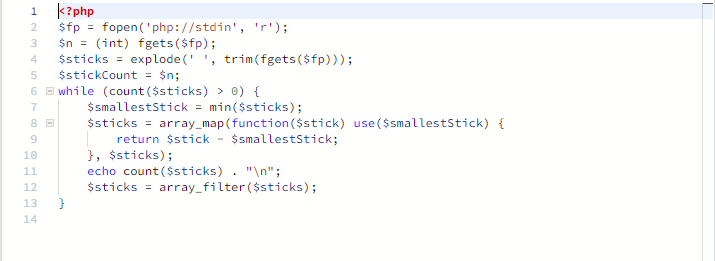 1 <?php
2 $fp = fopen('php://stdin', 'r');
3 $n = (int) fgets($fp);
4 $sticks = explode(' ', trim(fgets($fp)));
5 $stickCount = $n;
6 while (count($sticks) > 0) {
7     $smallestStick = min($sticks);
8     $sticks = array_map(function($stick) use($smallestStick) {
9         return $stick - $smallestStick;
10     }, $sticks);
11     echo count($sticks) . "\n";
12     $sticks = array_filter($sticks);
13 }
14